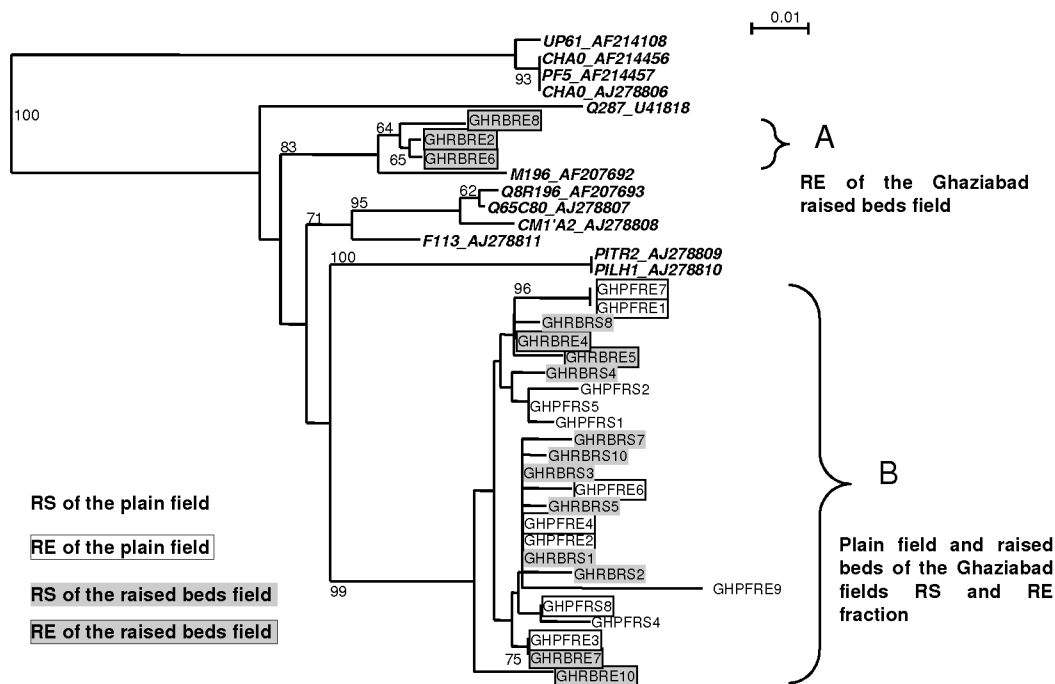 0.01
UP61_AF214108
CHA0_AF214456
93
PF5_AF214457
CHA0_AJ278806
100
Q287_U41818
64
GHRBRE8
GHRBRE2
83
65
GHRBRE6
M196_AF207692
A
RE of the Ghaziabad
raised beds field
62
Q8R196_AF207693
95
Q65C80_AJ278807
71
CM1'A2_AJ278808
F113_AJ278811
100
PITR2_AJ278809
PILH1_AJ278810
96
GHPFRE7
GHPFRE1
GHRBRS8
GHRBRE4
GHRBRE5
GHRBRS4
GHPFRS2
GHPFRS5
GHPFRS1
GHRBRS7
GHRBRS10
GHRBRS3
GHPFRE6
GHRBRS5
GHPFRE4
GHPFRE2
GHRBRS1
GHRBRS2
GHPFRE9
GHPFRS8
GHPFRS4
GHPFRE3
75
GHRBRE7
GHRBRE10
99
B
Plain field and raised
beds of the Ghaziabad
fields RS and RE
fraction
RS of the plain field
RE of the plain field
RS of the raised beds field
RE of the raised beds field